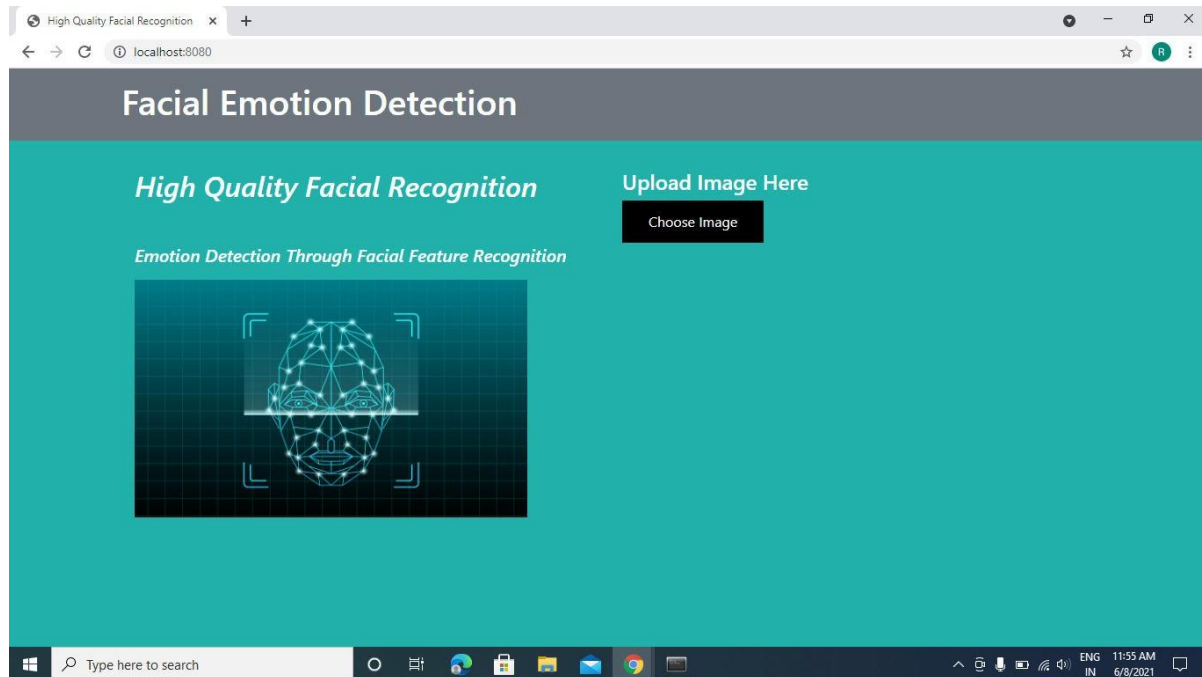 High Quality Facial Recognition
localhost:8080
R
Facial Emotion Detection
High Quality Facial Recognition
Emotion Detection Through Facial Feature Recognition
Upload Image Here
Choose Image
Type here to search
ENG
IN
11:55 AM
6/8/2021